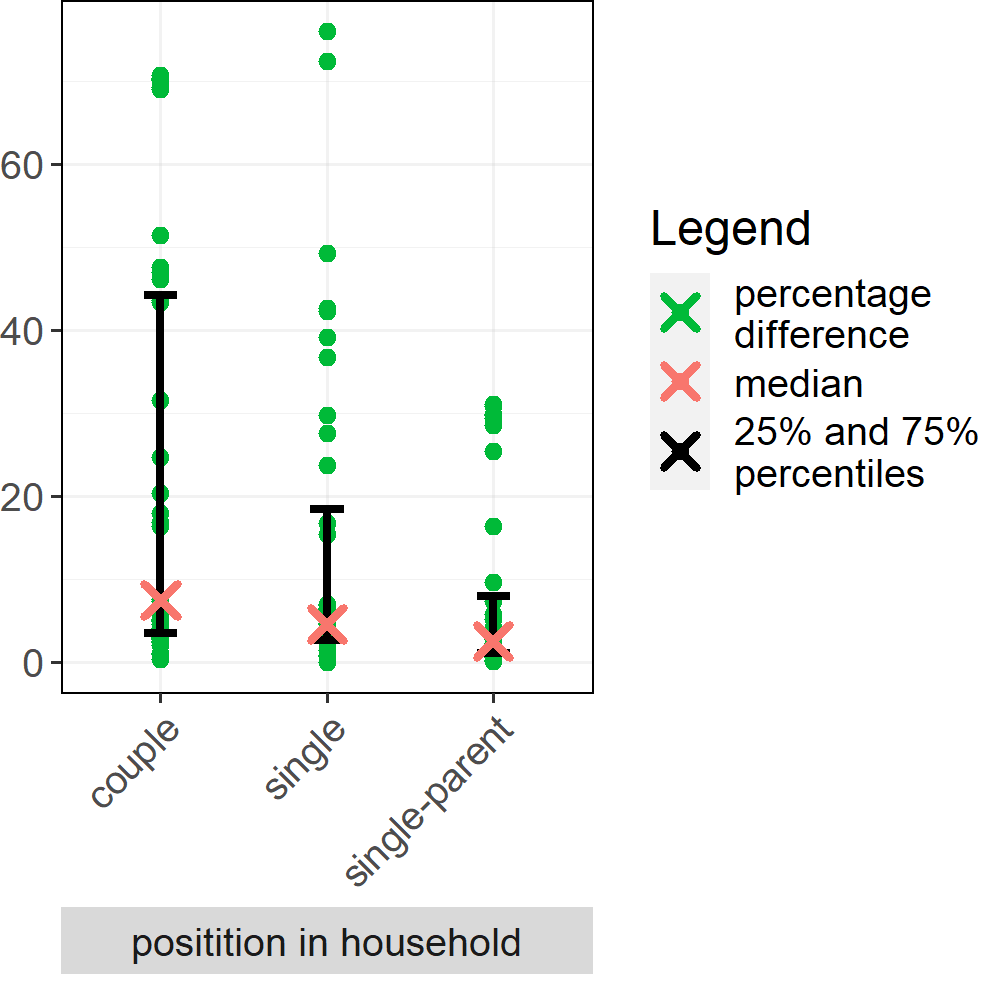 60
40
20
0
couple
single
single-parent
positition in household
Legend
percentage
difference
median
25% and 75%
percentiles